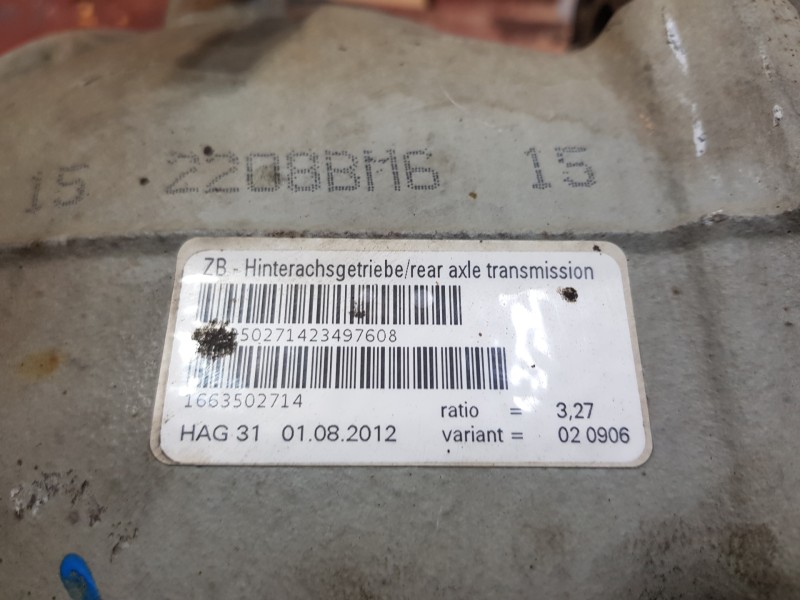 15 2208BM6 15
ZB - Hinterachsgetriebe/rear axle transmission
50271423497608
1663502714
ratio = 3,27
HAG 31 01.08.2012 variant = 02 0906